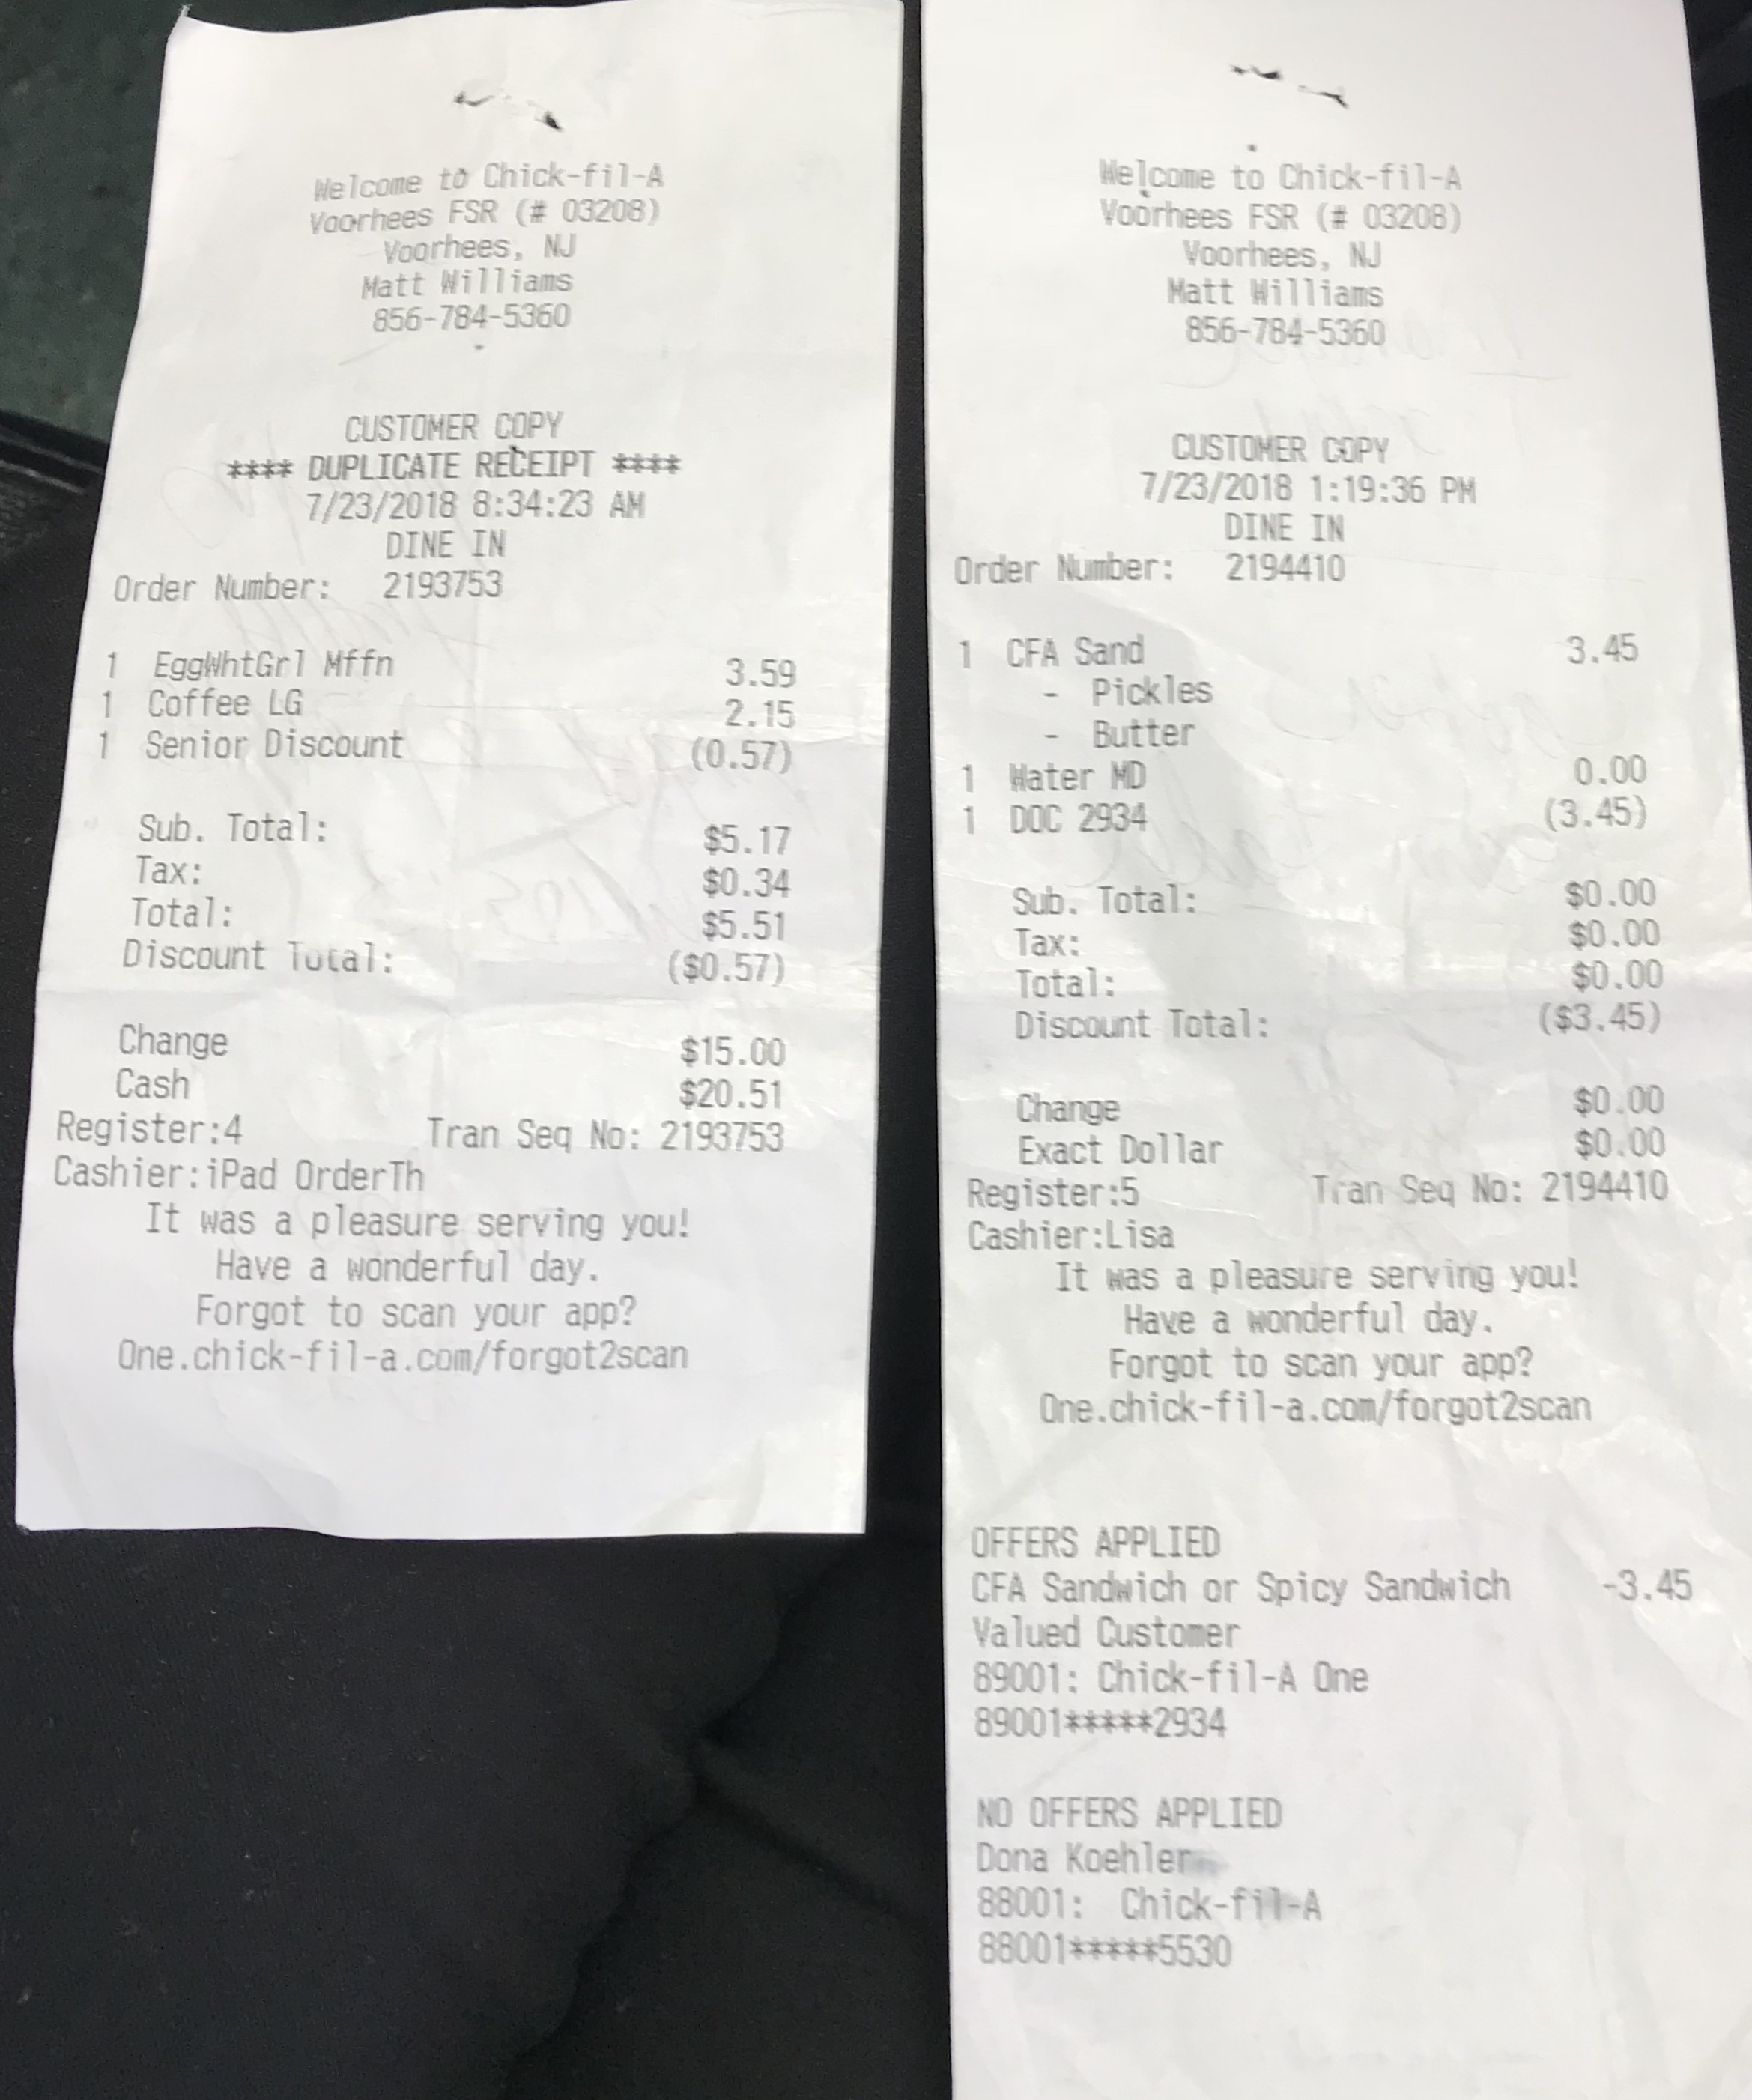 Welcome to Chick-fil-A
Voorhees FSR (# 03208)
Voorhees, NJ
Matt Williams
856-784-5360
CUSTOMER COPY
**** DUPLICATE RECEIPT ****
7/23/2018 8:34:23 AM
DINE IN
Order Number: 2193753
1 EggWhtGrl Mffn 3.59
1 Coffee LG 2.15
1 Senior Discount (0.57)
Sub. Total: $5.17
Tax: $0.34
Total: $5.51
Discount Total: ($0.57)
Change $15.00
Cash $20.51
Register:4 Tran Seq No: 2193753
Cashier:iPad OrderTh
It was a pleasure serving you!
Have a wonderful day.
Forgot to scan your app?
One.chick-fil-a.com/forgot2scan
Welcome to Chick-fil-A
Voorhees FSR (# 03208)
Voorhees, NJ
Matt Williams
856-784-5360
CUSTOMER COPY
7/23/2018 1:19:36 PM
DINE IN
Order Number: 2194410
1 CFA Sand 3.45
- Pickles
- Butter
1 Water MD 0.00
1 DOC 2934 (3.45)
Sub. Total: $0.00
Tax: $0.00
Total: $0.00
Discount Total: ($3.45)
Change $0.00
Exact Dollar $0.00
Register:5 Tran Seq No: 2194410
Cashier:Lisa
It was a pleasure serving you!
Have a wonderful day.
Forgot to scan your app?
One.chick-fil-a.com/forgot2scan
OFFERS APPLIED
CFA Sandwich or Spicy Sandwich -3.45
Valued Customer
89001: Chick-fil-A One
89001*****2934
NO OFFERS APPLIED
Dona Koehler
88001: Chick-fil-A
88001*****5530